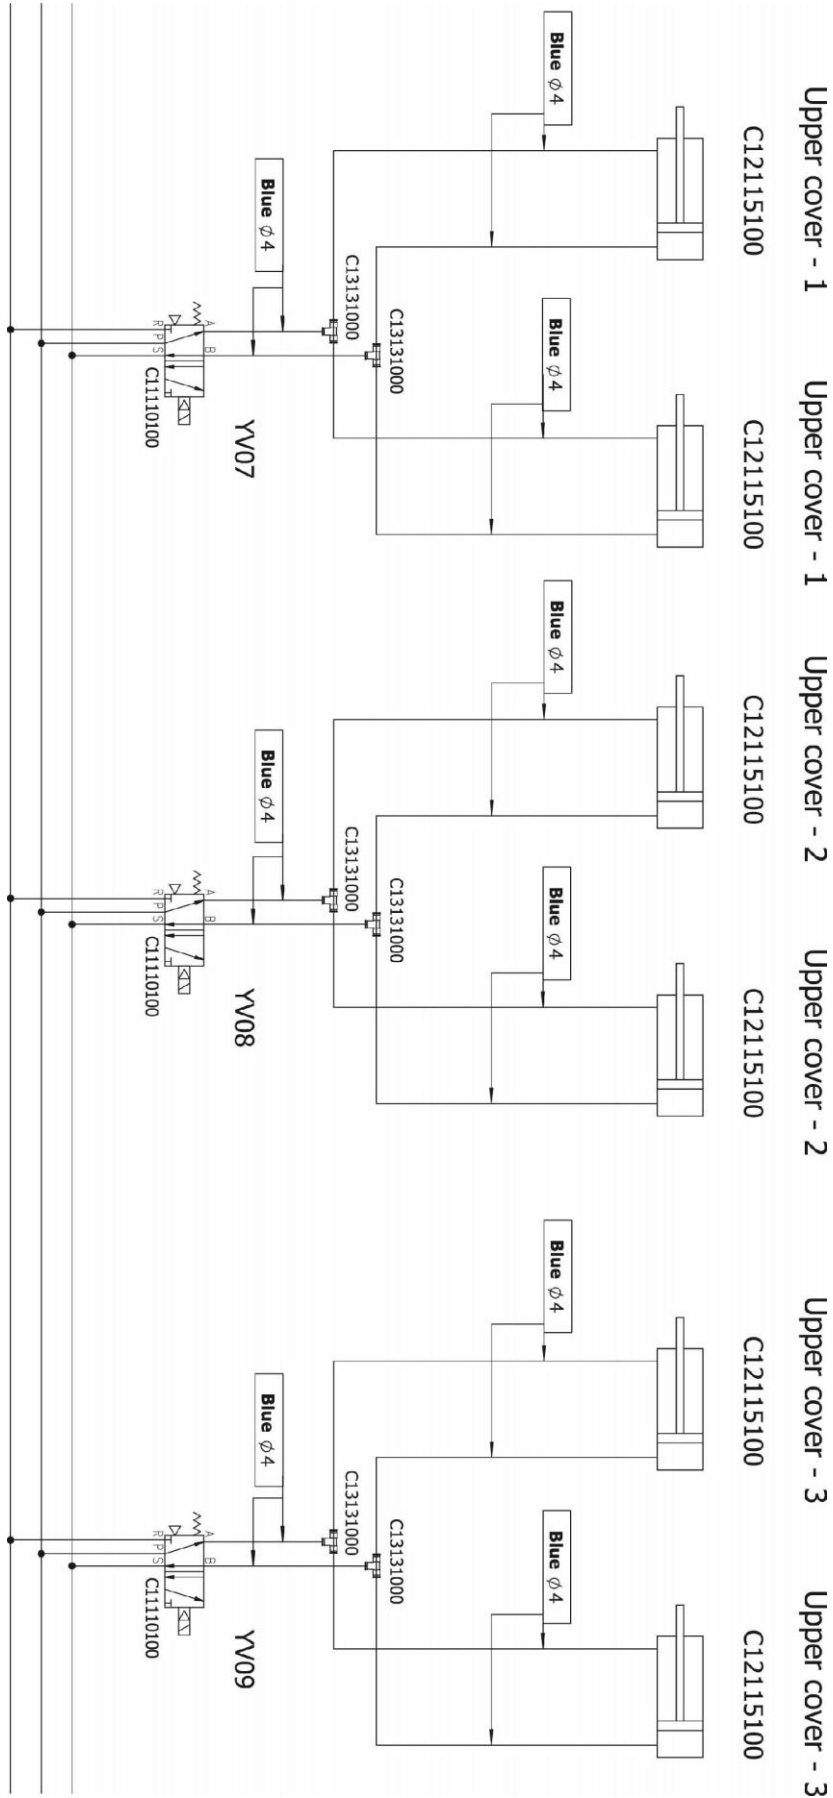 Upper cover - 1
Upper cover - 1
Upper cover - 2
Upper cover - 2
Upper cover - 3
Upper cover - 3
C12115100
C12115100
C12115100
C12115100
C12115100
C12115100
Blue ∅4
Blue ∅4
Blue ∅4
Blue ∅4
Blue ∅4
Blue ∅4
C13131000
C13131000
C13131000
C13131000
C13131000
C13131000
Blue ∅4
Blue ∅4
Blue ∅4
YV07
YV08
YV09
A B
A B
A B
R P S
R P S
R P S
C11110100
C11110100
C11110100